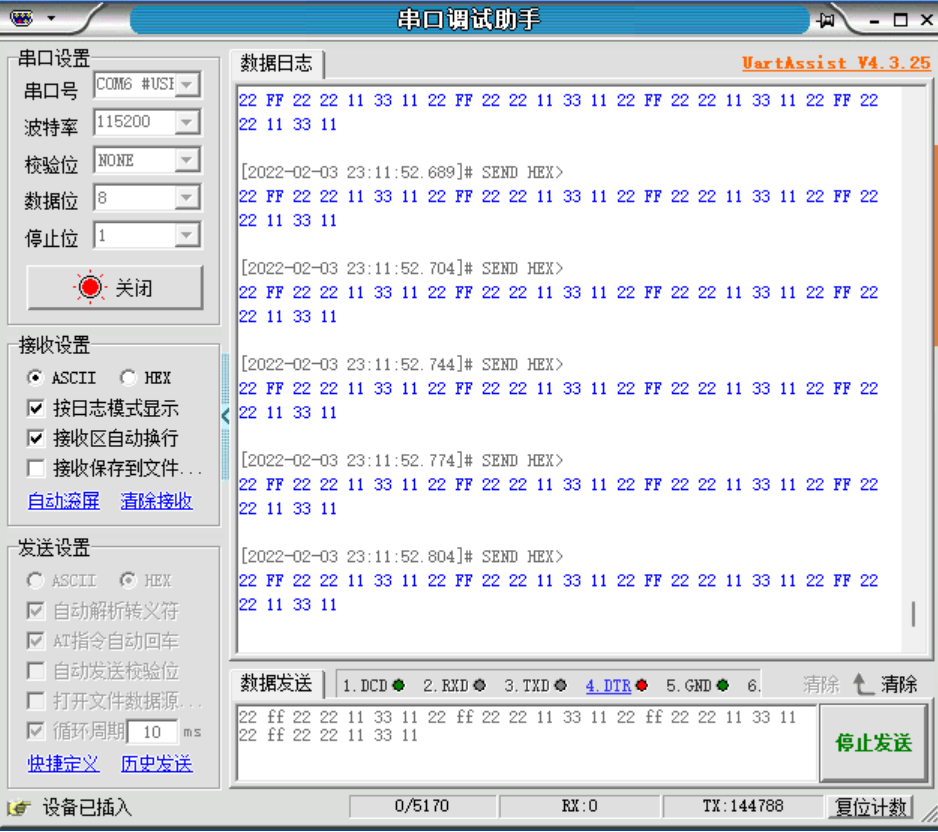 串口调试助手
串口设置
串口号 COM6 #USB
波特率 115200
校验位 NONE
数据位 8
停止位 1
关闭
接收设置
ASCII HEX
按日志模式显示
接收区自动换行
接收保存到文件...
自动滚屏 清除接收
发送设置
ASCII HEX
自动解析转义符
AT指令自动回车
自动发送校验位
打开文件数据源...
循环周期 10 ms
快捷定义 历史发送
数据日志 UartAssist V4.3.25
22 FF 22 22 11 33 11 22 FF 22 22 11 33 11 22 FF 22 22 11 33 11 22 FF 22
22 11 33 11
[2022-02-03 23:11:52.689]# SEND HEX>
22 FF 22 22 11 33 11 22 FF 22 22 11 33 11 22 FF 22 22 11 33 11 22 FF 22
22 11 33 11
[2022-02-03 23:11:52.704]# SEND HEX>
22 FF 22 22 11 33 11 22 FF 22 22 11 33 11 22 FF 22 22 11 33 11 22 FF 22
22 11 33 11
[2022-02-03 23:11:52.744]# SEND HEX>
22 FF 22 22 11 33 11 22 FF 22 22 11 33 11 22 FF 22 22 11 33 11 22 FF 22
22 11 33 11
[2022-02-03 23:11:52.774]# SEND HEX>
22 FF 22 22 11 33 11 22 FF 22 22 11 33 11 22 FF 22 22 11 33 11 22 FF 22
22 11 33 11
[2022-02-03 23:11:52.804]# SEND HEX>
22 FF 22 22 11 33 11 22 FF 22 22 11 33 11 22 FF 22 22 11 33 11 22 FF 22
22 11 33 11
数据发送 1.DCD 2.RXD 3.TXD 4.DTR 5.GND 6. 清除 清除
22 ff 22 22 11 33 11 22 ff 22 22 11 33 11 22 ff 22 22 11 33 11
22 ff 22 22 11 33 11
停止发送
设备已插入 0/5170 RX:0 TX:144788 复位计数